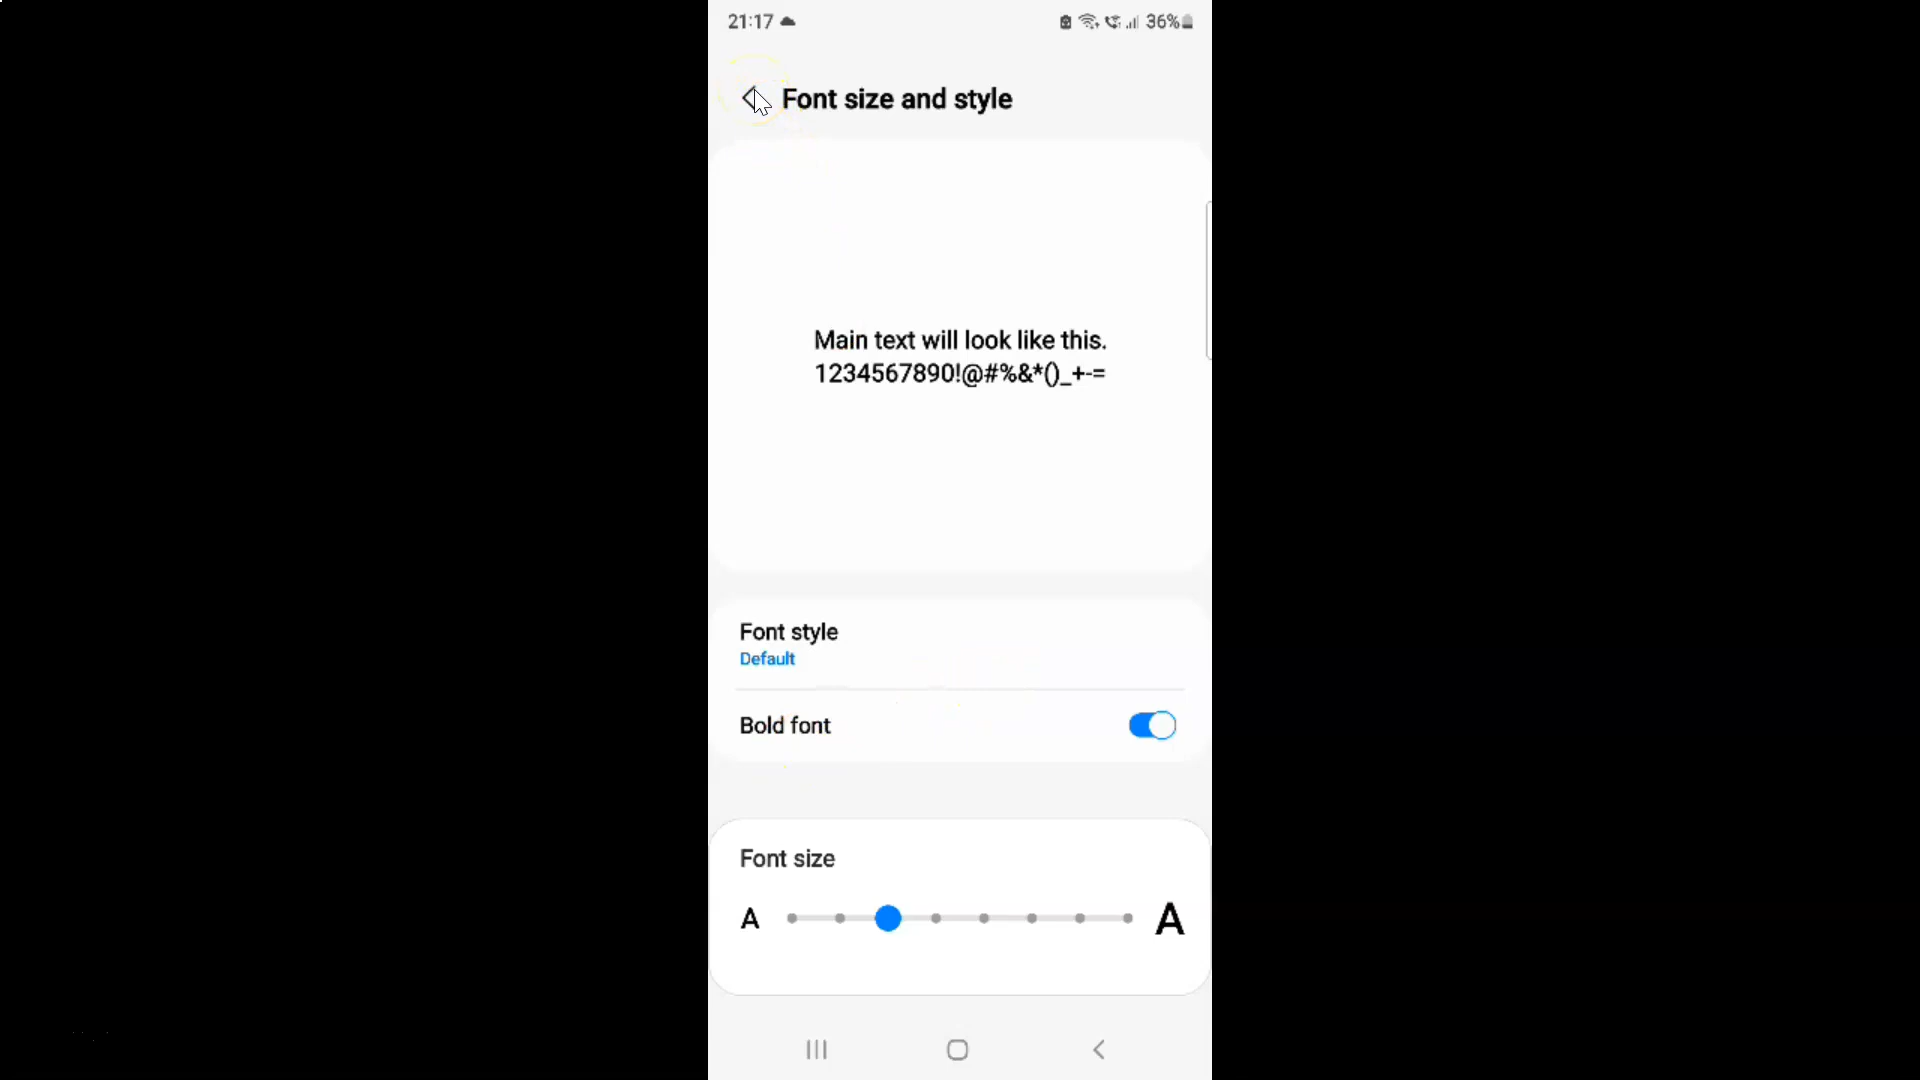 21:17
36%
Font size and style
Main text will look like this.
1234567890!@#%&*()_+-=
Font style
Default
Bold font
Font size
A A